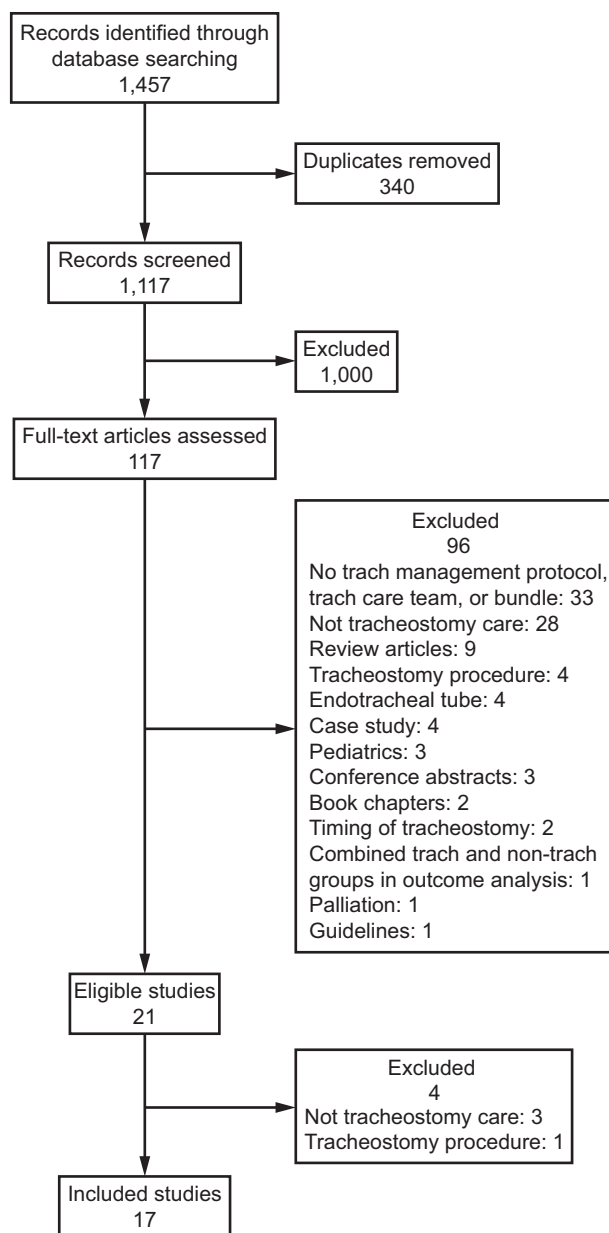 Records identified through
database searching
1,457
Duplicates removed
340
Records screened
1,117
Excluded
1,000
Full-text articles assessed
117
Excluded
96
No trach management protocol,
trach care team, or bundle: 33
Not tracheostomy care: 28
Review articles: 9
Tracheostomy procedure: 4
Endotracheal tube: 4
Case study: 4
Pediatrics: 3
Conference abstracts: 3
Book chapters: 2
Timing of tracheostomy: 2
Combined trach and non-trach
groups in outcome analysis: 1
Palliation: 1
Guidelines: 1
Eligible studies
21
Excluded
4
Not tracheostomy care: 3
Tracheostomy procedure: 1
Included studies
17